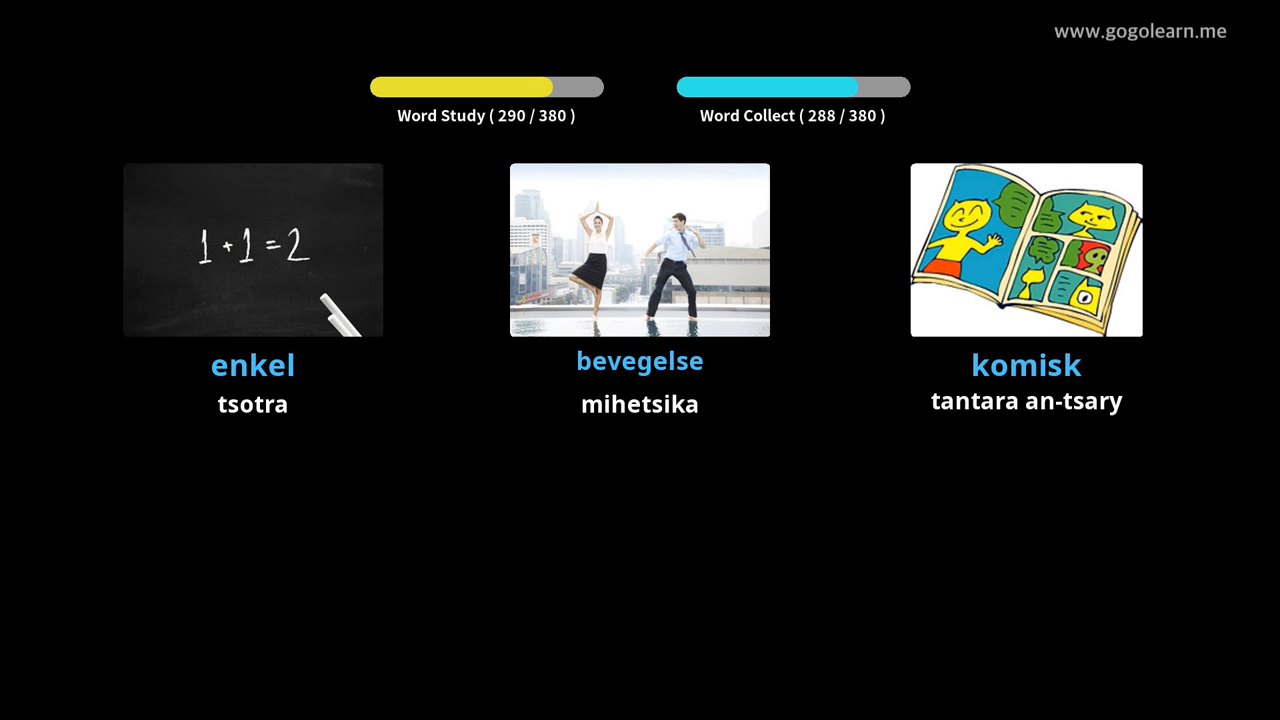 www.gogolearn.me
Word Study ( 290 / 380 )
Word Collect ( 288 / 380 )
1 + 1 = 2
enkel
tsotra
bevegelse
mihetsika
komisk
tantara an-tsary